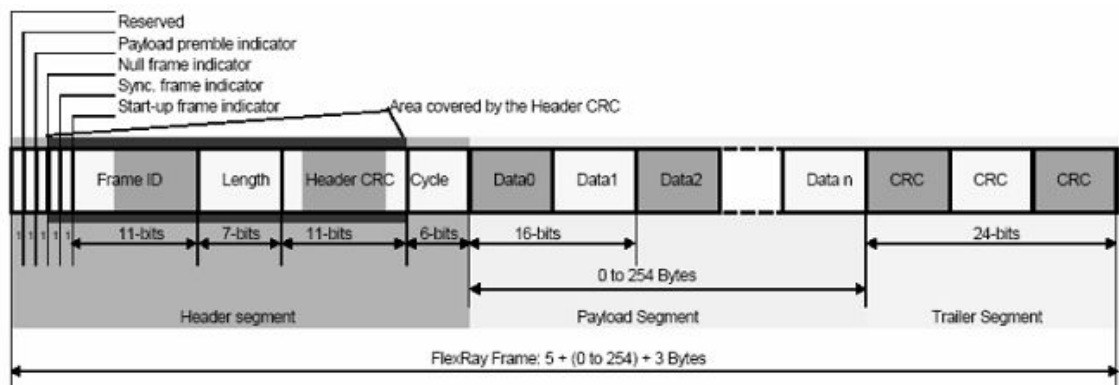 Reserved
Payload premble indicator
Null frame indicator
Sync. frame indicator
Start-up frame indicator
Area covered by the Header CRC
Frame ID Length Header CRC Cycle Data0 Data1 Data2 Data n CRC CRC CRC
1 1 1 1 1 11-bits 7-bits 11-bits 6-bits 16-bits 24-bits
0 to 254 Bytes
Header segment Payload Segment Trailer Segment
FlexRay Frame: 5 + (0 to 254) + 3 Bytes